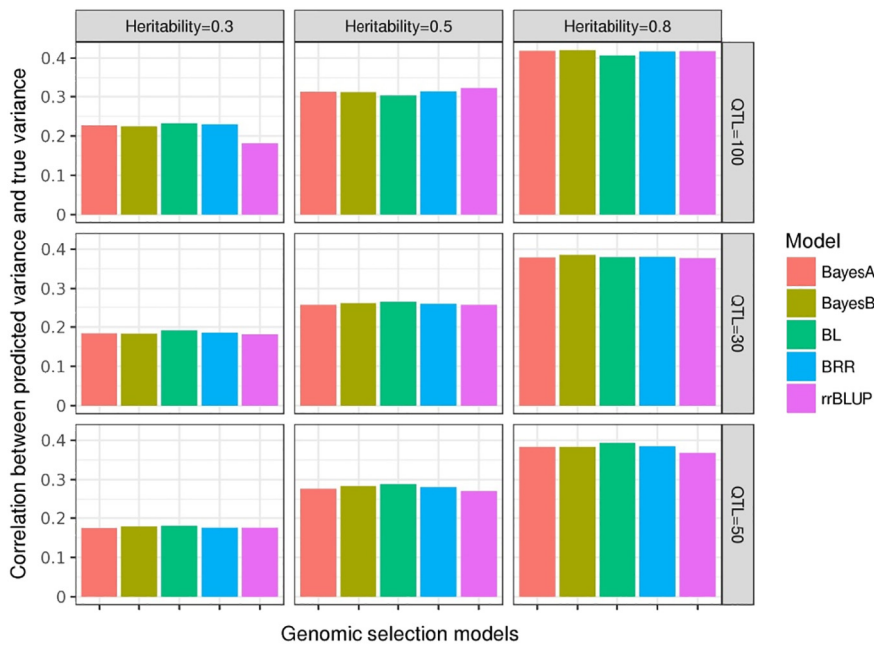 Heritability=0.3 Heritability=0.5 Heritability=0.8
Correlation between predicted variance and true variance
0.4
0.3
0.2
0.1
0
QTL=100
0.4
0.3
0.2
0.1
0
QTL=30
0.4
0.3
0.2
0.1
0
QTL=50
Genomic selection models
Model
BayesA
BayesB
BL
BRR
rrBLUP